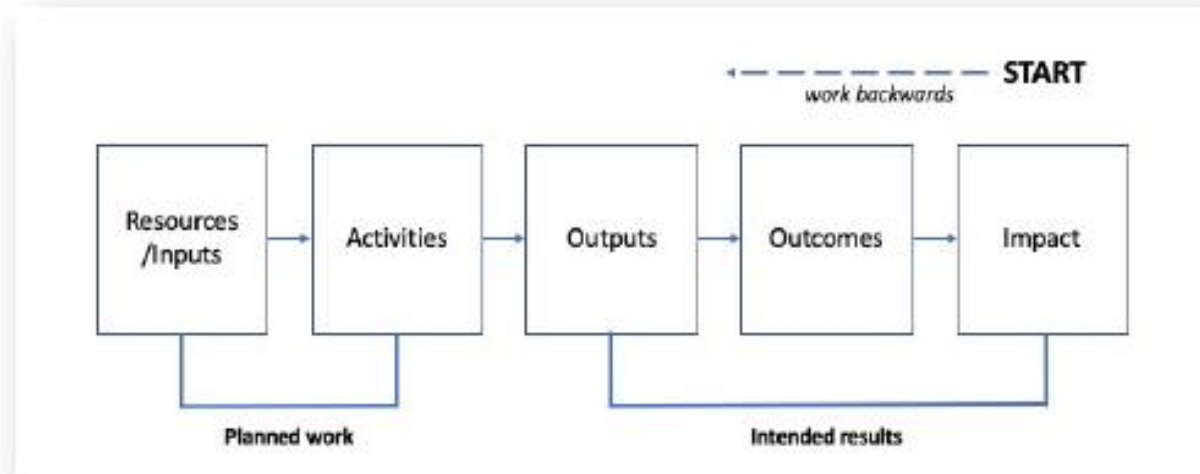 START
work backwards
Resources
/Inputs
Activities
Outputs
Outcomes
Impact
Planned work
Intended results